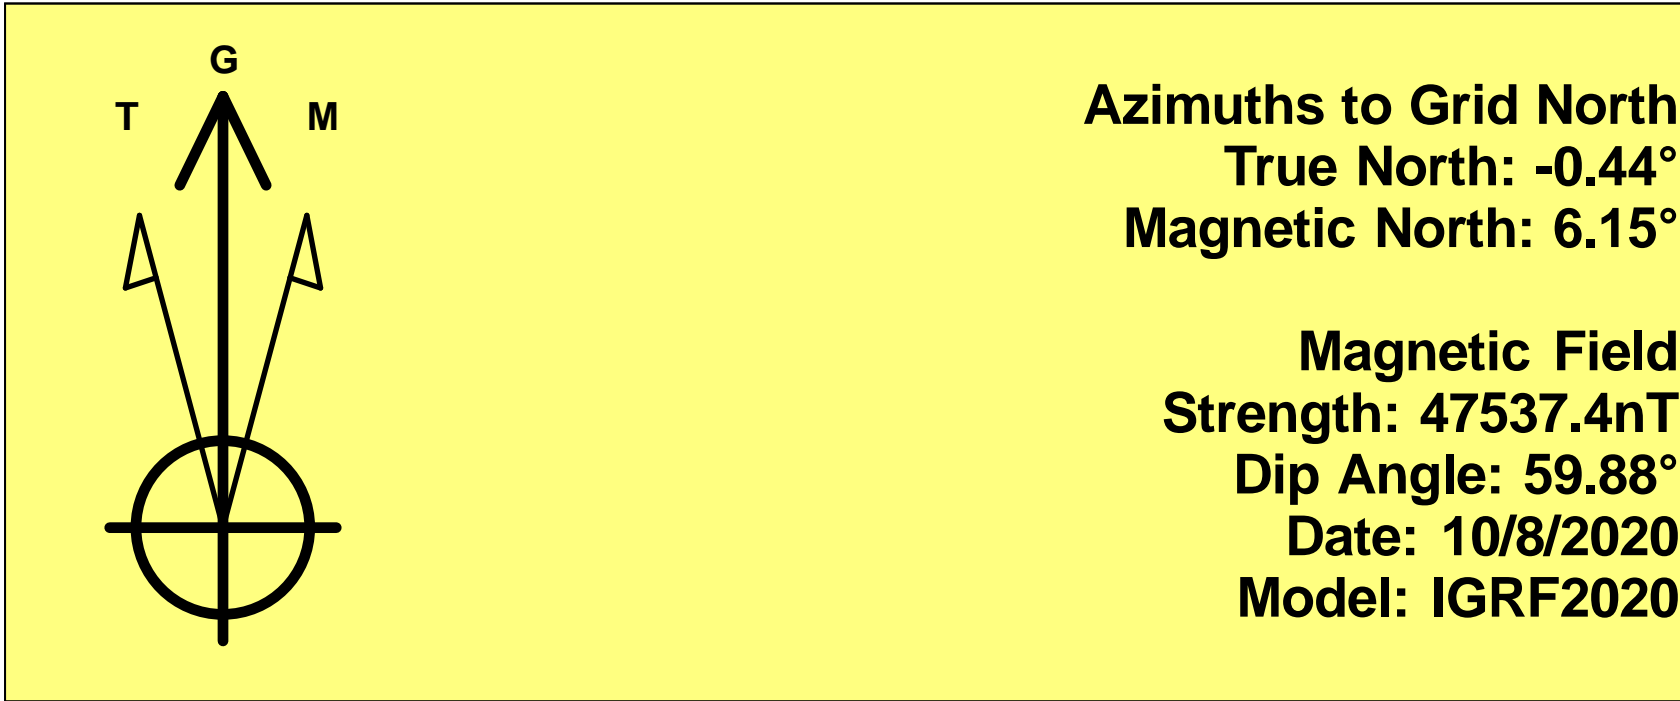 G
T M
Azimuths to Grid North
True North: -0.44°
Magnetic North: 6.15°
Magnetic Field
Strength: 47537.4nT
Dip Angle: 59.88°
Date: 10/8/2020
Model: IGRF2020